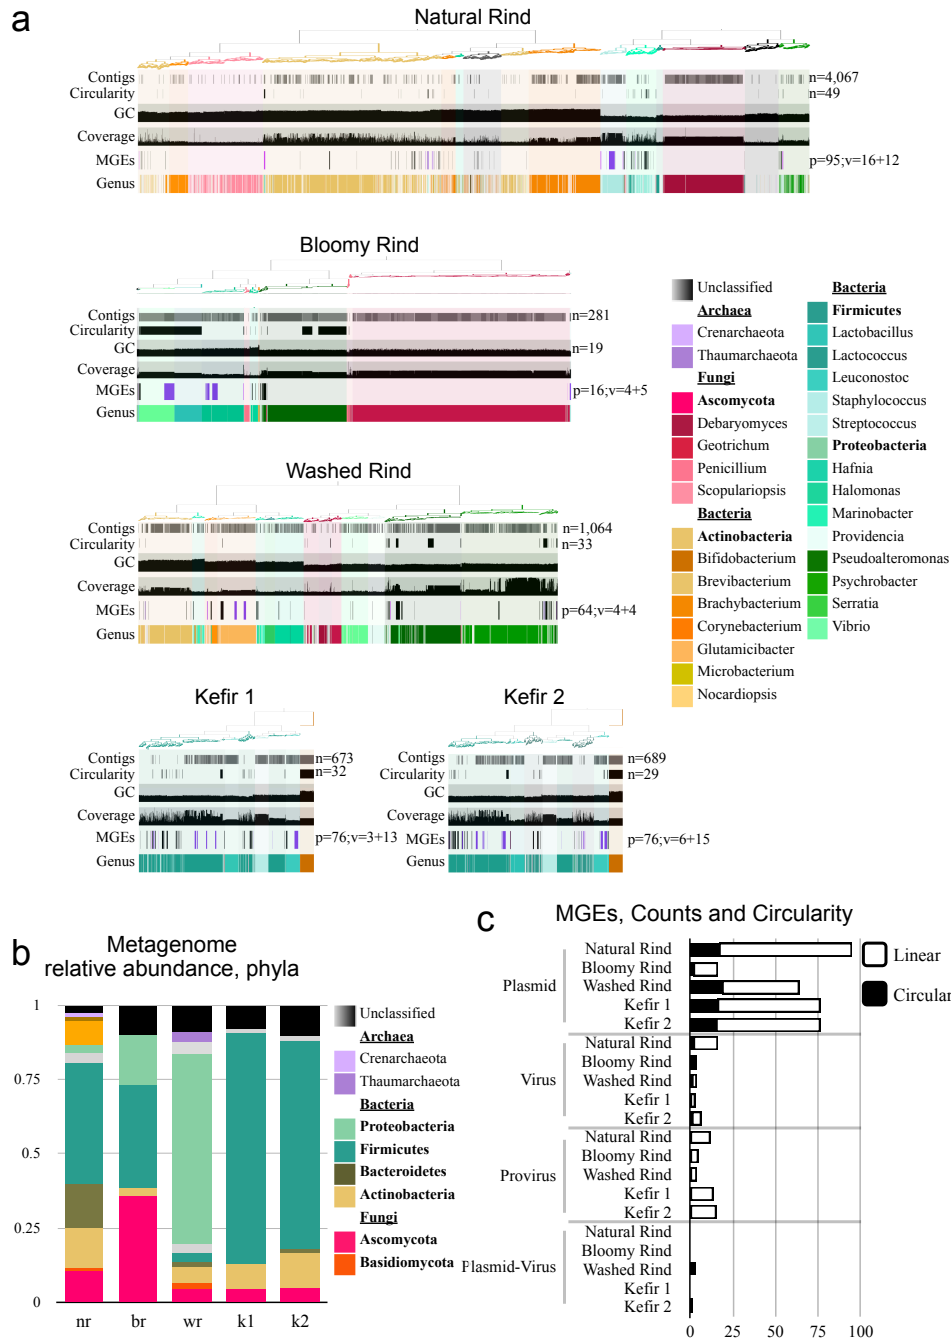 a
Natural Rind
Contigs
n=4,067
Circularity
n=49
GC
Coverage
MGEs
p=95;v=16+12
Genus
Bloomy Rind
Contigs
n=281
Circularity
GC
n=19
Coverage
MGEs
p=16;v=4+5
Genus
Washed Rind
Contigs
n=1,064
Circularity
n=33
GC
Coverage
MGEs
p=64;v=4+4
Genus
Unclassified
Archaea
Crenarchaeota
Thaumarchaeota
Fungi
Ascomycota
Debaryomyces
Geotrichum
Penicillium
Scopulariopsis
Bacteria
Actinobacteria
Bifidobacterium
Brevibacterium
Brachybacterium
Corynebacterium
Glutamicibacter
Microbacterium
Nocardiopsis
Bacteria
Firmicutes
Lactobacillus
Lactococcus
Leuconostoc
Staphylococcus
Streptococcus
Proteobacteria
Hafnia
Halomonas
Marinobacter
Providencia
Pseudoalteromonas
Psychrobacter
Serratia
Vibrio
Kefir 1
Contigs
n=673
Circularity
n=32
GC
Coverage
MGEs
p=76;v=3+13
Genus
Kefir 2
Contigs
n=689
Circularity
n=29
GC
Coverage
MGEs
p=76;v=6+15
Genus
b
Metagenome
relative abundance, phyla
1
0.75
0.5
0.25
0
nr br wr k1 k2
Unclassified
Archaea
Crenarchaeota
Thaumarchaeota
Bacteria
Proteobacteria
Firmicutes
Bacteroidetes
Actinobacteria
Fungi
Ascomycota
Basidiomycota
c
MGEs, Counts and Circularity
Plasmid
Natural Rind
Bloomy Rind
Washed Rind
Kefir 1
Kefir 2
Virus
Natural Rind
Bloomy Rind
Washed Rind
Kefir 1
Kefir 2
Provirus
Natural Rind
Bloomy Rind
Washed Rind
Kefir 1
Kefir 2
Plasmid-Virus
Natural Rind
Bloomy Rind
Washed Rind
Kefir 1
Kefir 2
0 25 50 75 100
Linear
Circular